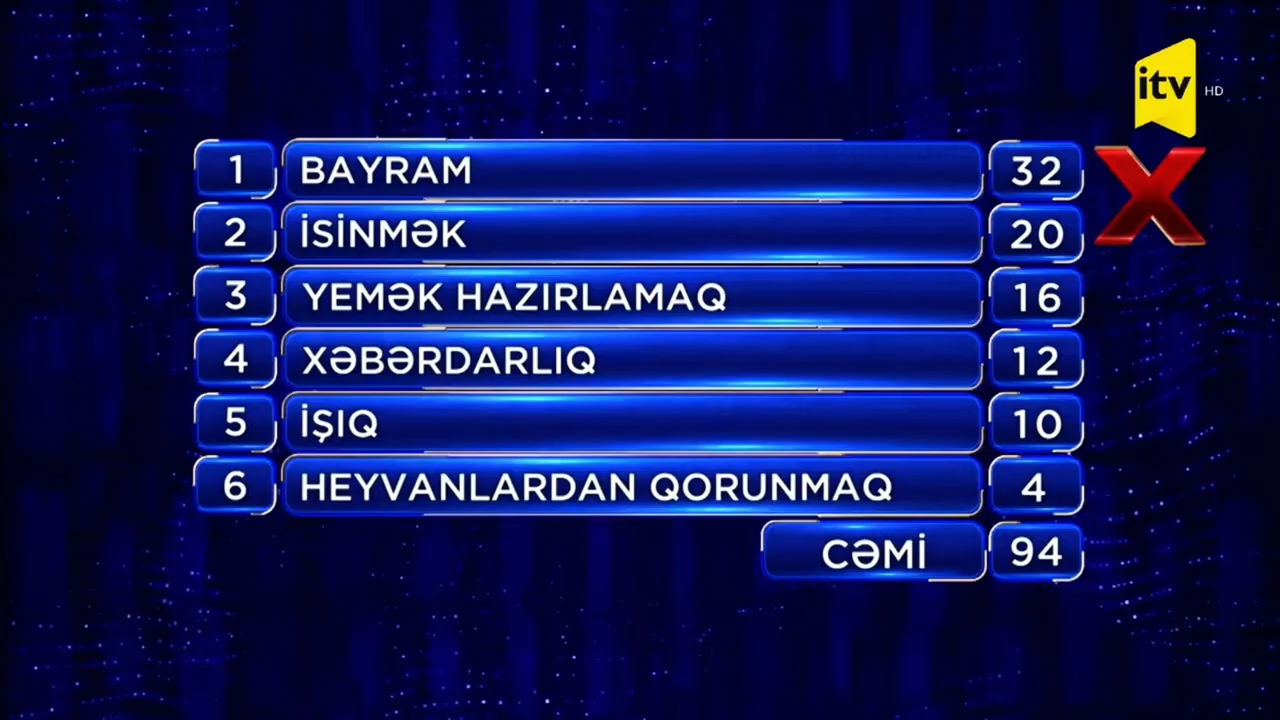 itv HD
1 BAYRAM 32
X
2 İSİNMƏK 20
3 YEMƏK HAZIRLAMAQ 16
4 XƏBƏRDARLIQ 12
5 İŞIQ 10
6 HEYVANLARDAN QORUNMAQ 4
CƏMİ 94